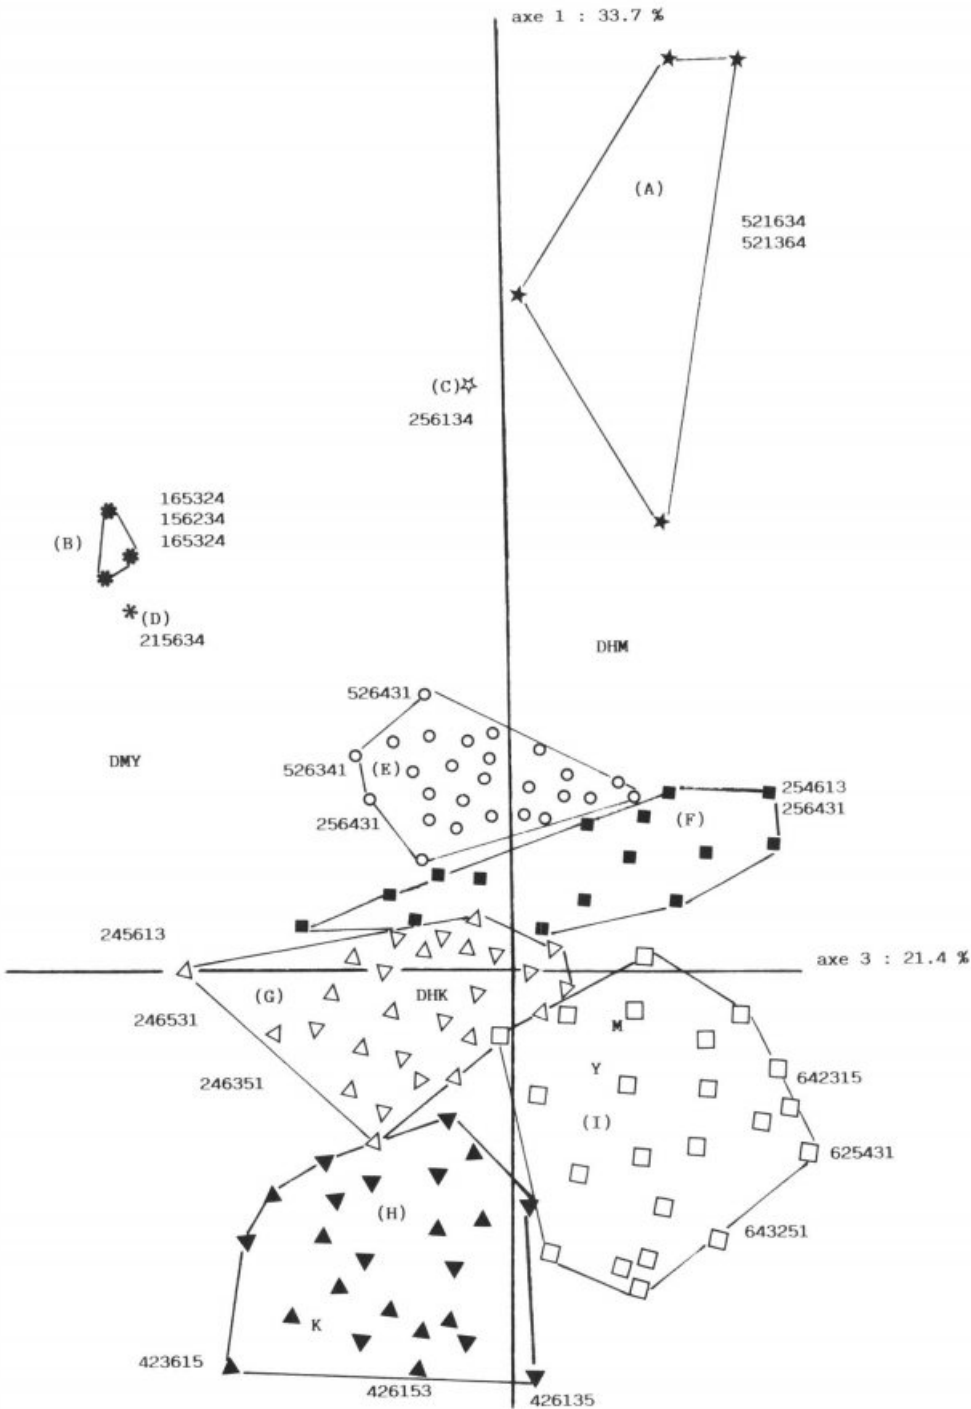 axe 1 : 33.7 %
(A)
521634
521364
(C)
256134
165324
156234
(B)
165324
(D)
215634
DHM
526431
DMY
526341
(E)
254613
256431
256431
(F)
245613
axe 3 : 21.4 %
(G)
DHK
246531
M
Y
642315
246351
(I)
625431
(H)
643251
K
423615
426153
426135